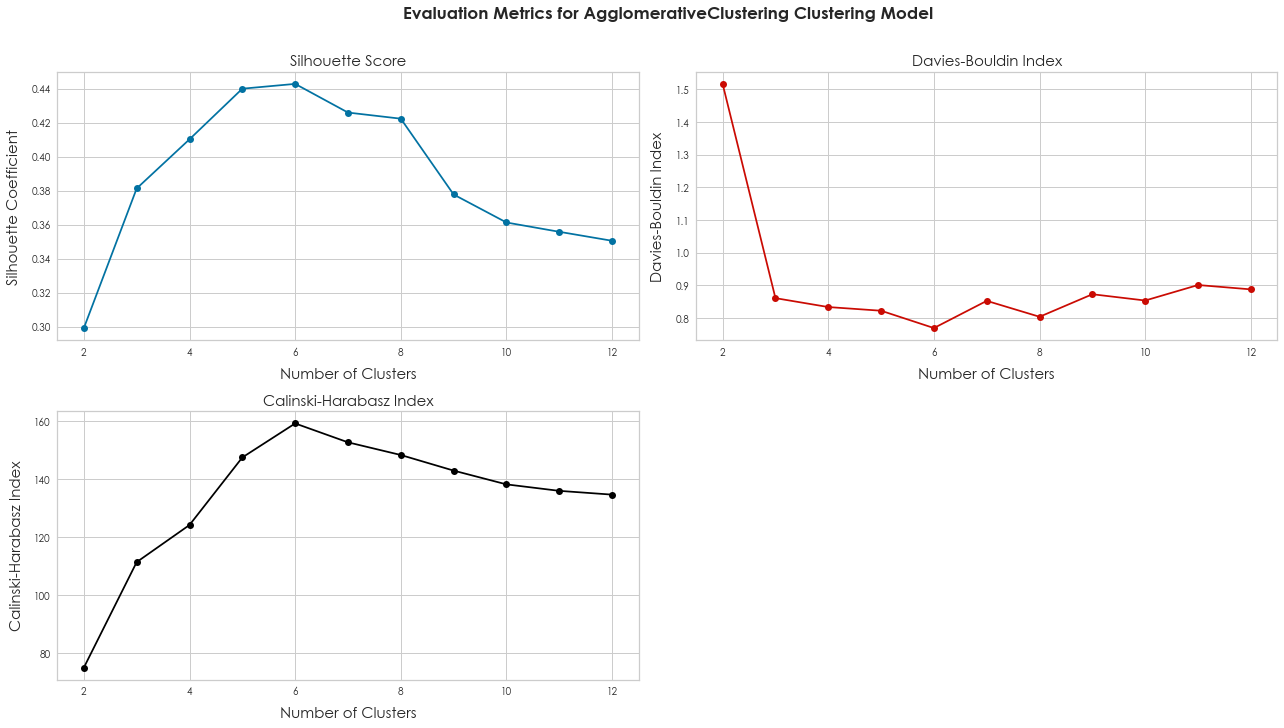 Evaluation Metrics for AgglomerativeClustering Clustering Model
Silhouette Score
Silhouette Coefficient
0.44
0.42
0.40
0.38
0.36
0.34
0.32
0.30
2 4 6 8 10 12
Number of Clusters
Davies-Bouldin Index
Davies-Bouldin Index
1.5
1.4
1.3
1.2
1.1
1.0
0.9
0.8
2 4 6 8 10 12
Number of Clusters
Calinski-Harabasz Index
Calinski-Harabasz Index
160
140
120
100
80
2 4 6 8 10 12
Number of Clusters